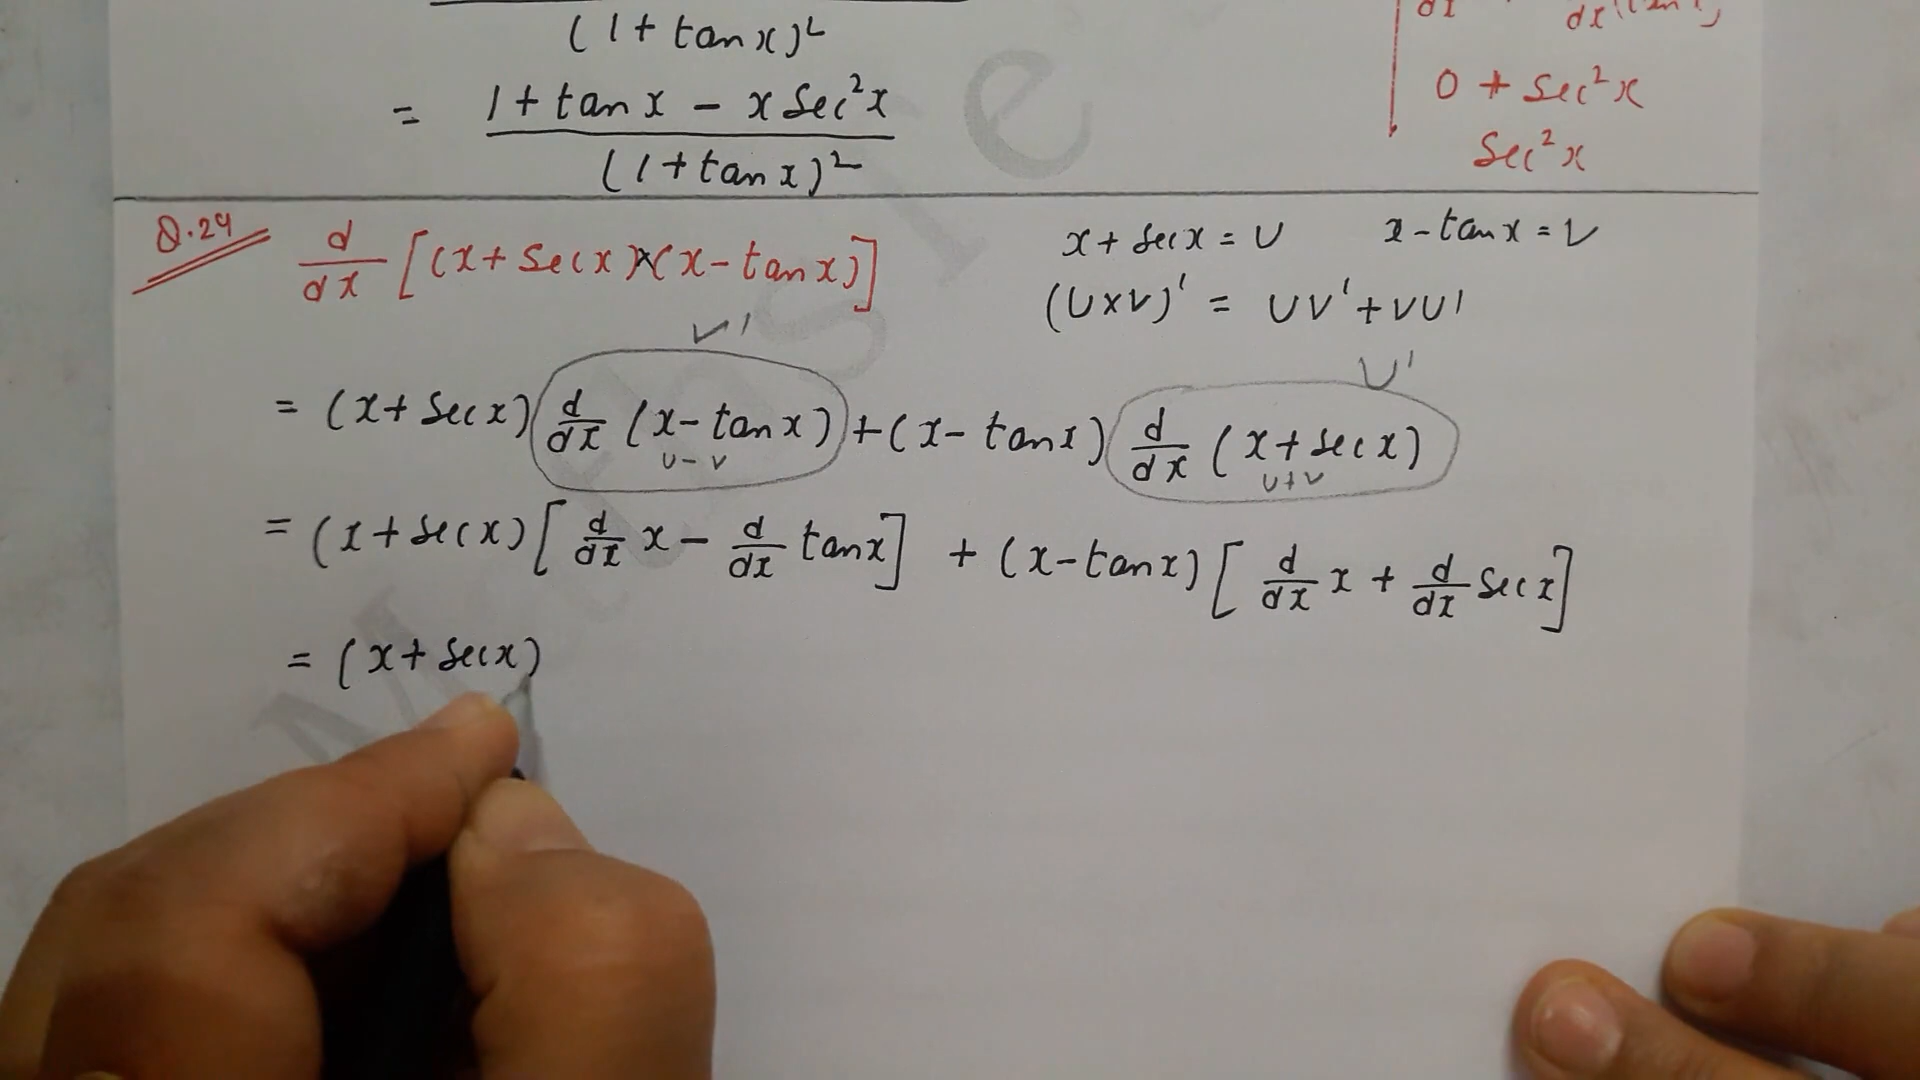 (1 + tan x)²
= 1 + tan x - x Sec²x
(1 + tan x)²
0 + Sec²x
Sec²x
Q.24 d/dx [(x + Sec x) × (x - tan x)]
x + Sec x = U x - tan x = V
(U×V)' = UV' + VU'
V' U'
= (x + Sec x) d/dx (x - tan x) + (x - tan x) d/dx (x + Sec x)
U - V U + V
= (x + Sec x) [d/dx x - d/dx tan x] + (x - tan x) [d/dx x + d/dx Sec x]
= (x + Sec x)